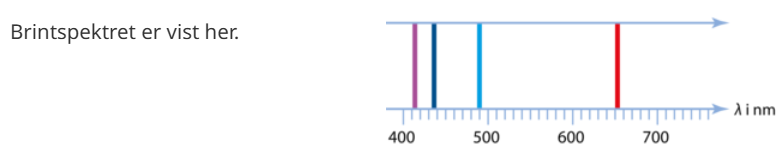 Brintspektret er vist her.
λ i nm
400 500 600 700